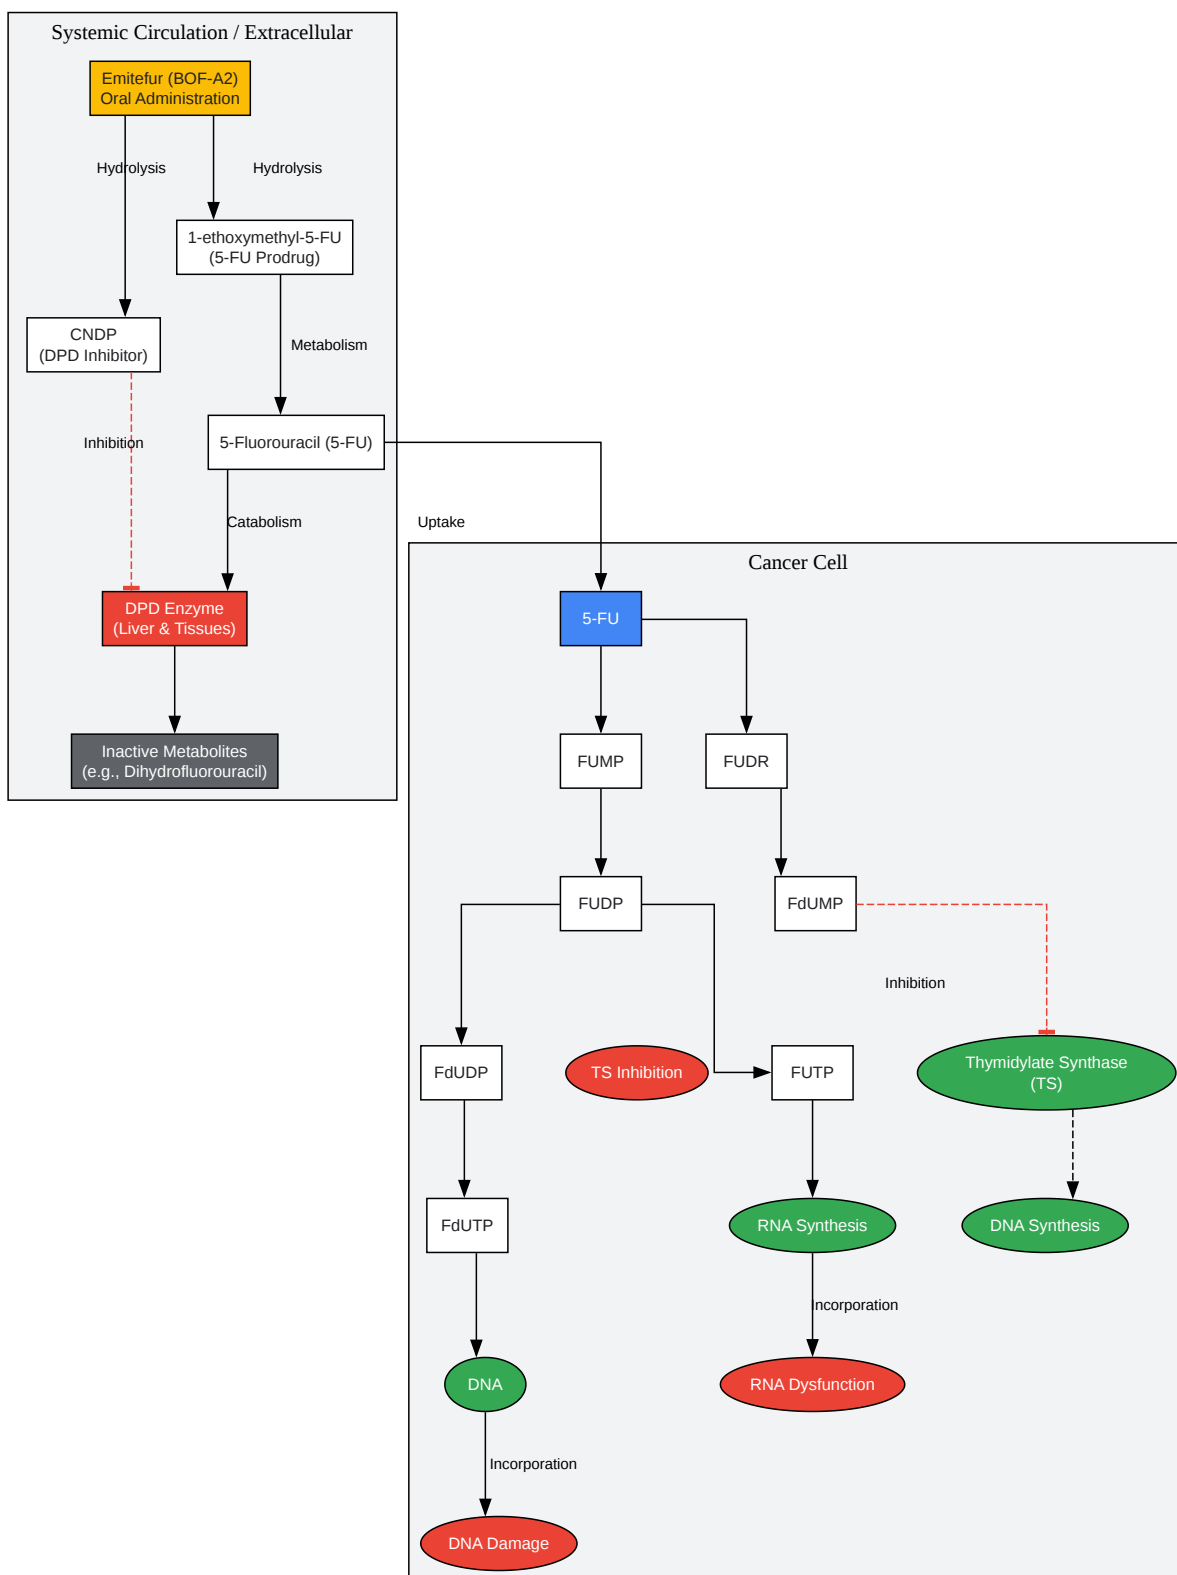 Systemic Circulation / Extracellular
Emitefur (BOF-A2)
Oral Administration
Hydrolysis
Hydrolysis
1-ethoxymethyl-5-FU
(5-FU Prodrug)
CNDP
(DPD Inhibitor)
Metabolism
Inhibition
5-Fluorouracil (5-FU)
Catabolism
Uptake
DPD Enzyme
(Liver & Tissues)
Inactive Metabolites
(e.g., Dihydrofluorouracil)
Cancer Cell
5-FU
FUMP
FUDR
FUDP
FdUMP
Inhibition
FdUDP
TS Inhibition
FUTP
Thymidylate Synthase
(TS)
FdUTP
RNA Synthesis
DNA Synthesis
Incorporation
DNA
RNA Dysfunction
Incorporation
DNA Damage